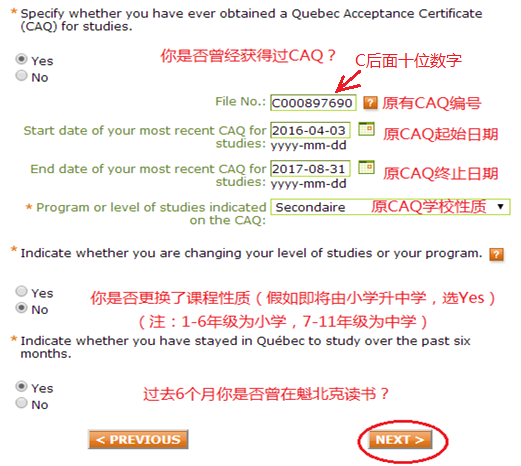 * Specify whether you have ever obtained a Quebec Acceptance Certificate
(CAQ) for studies.
Yes
No
你是否曾经获得过CAQ？
C后面十位数字
File No.: C000897690 ? 原有CAQ编号
Start date of your most recent CAQ for 2016-04-03 原CAQ起始日期
studies: yyyy-mm-dd
End date of your most recent CAQ for 2017-08-31 原CAQ终止日期
studies: yyyy-mm-dd
* Program or level of studies indicated Secondaire 原CAQ学校性质
on the CAQ:
* Indicate whether you are changing your level of studies or your program. ?
Yes
No
你是否更换了课程性质（假如即将由小学升中学，选Yes）
（注：1-6年级为小学，7-11年级为中学）
* Indicate whether you have stayed in Québec to study over the past six
months.
Yes
No
过去6个月你是否曾在魁北克读书？
< PREVIOUS
NEXT >